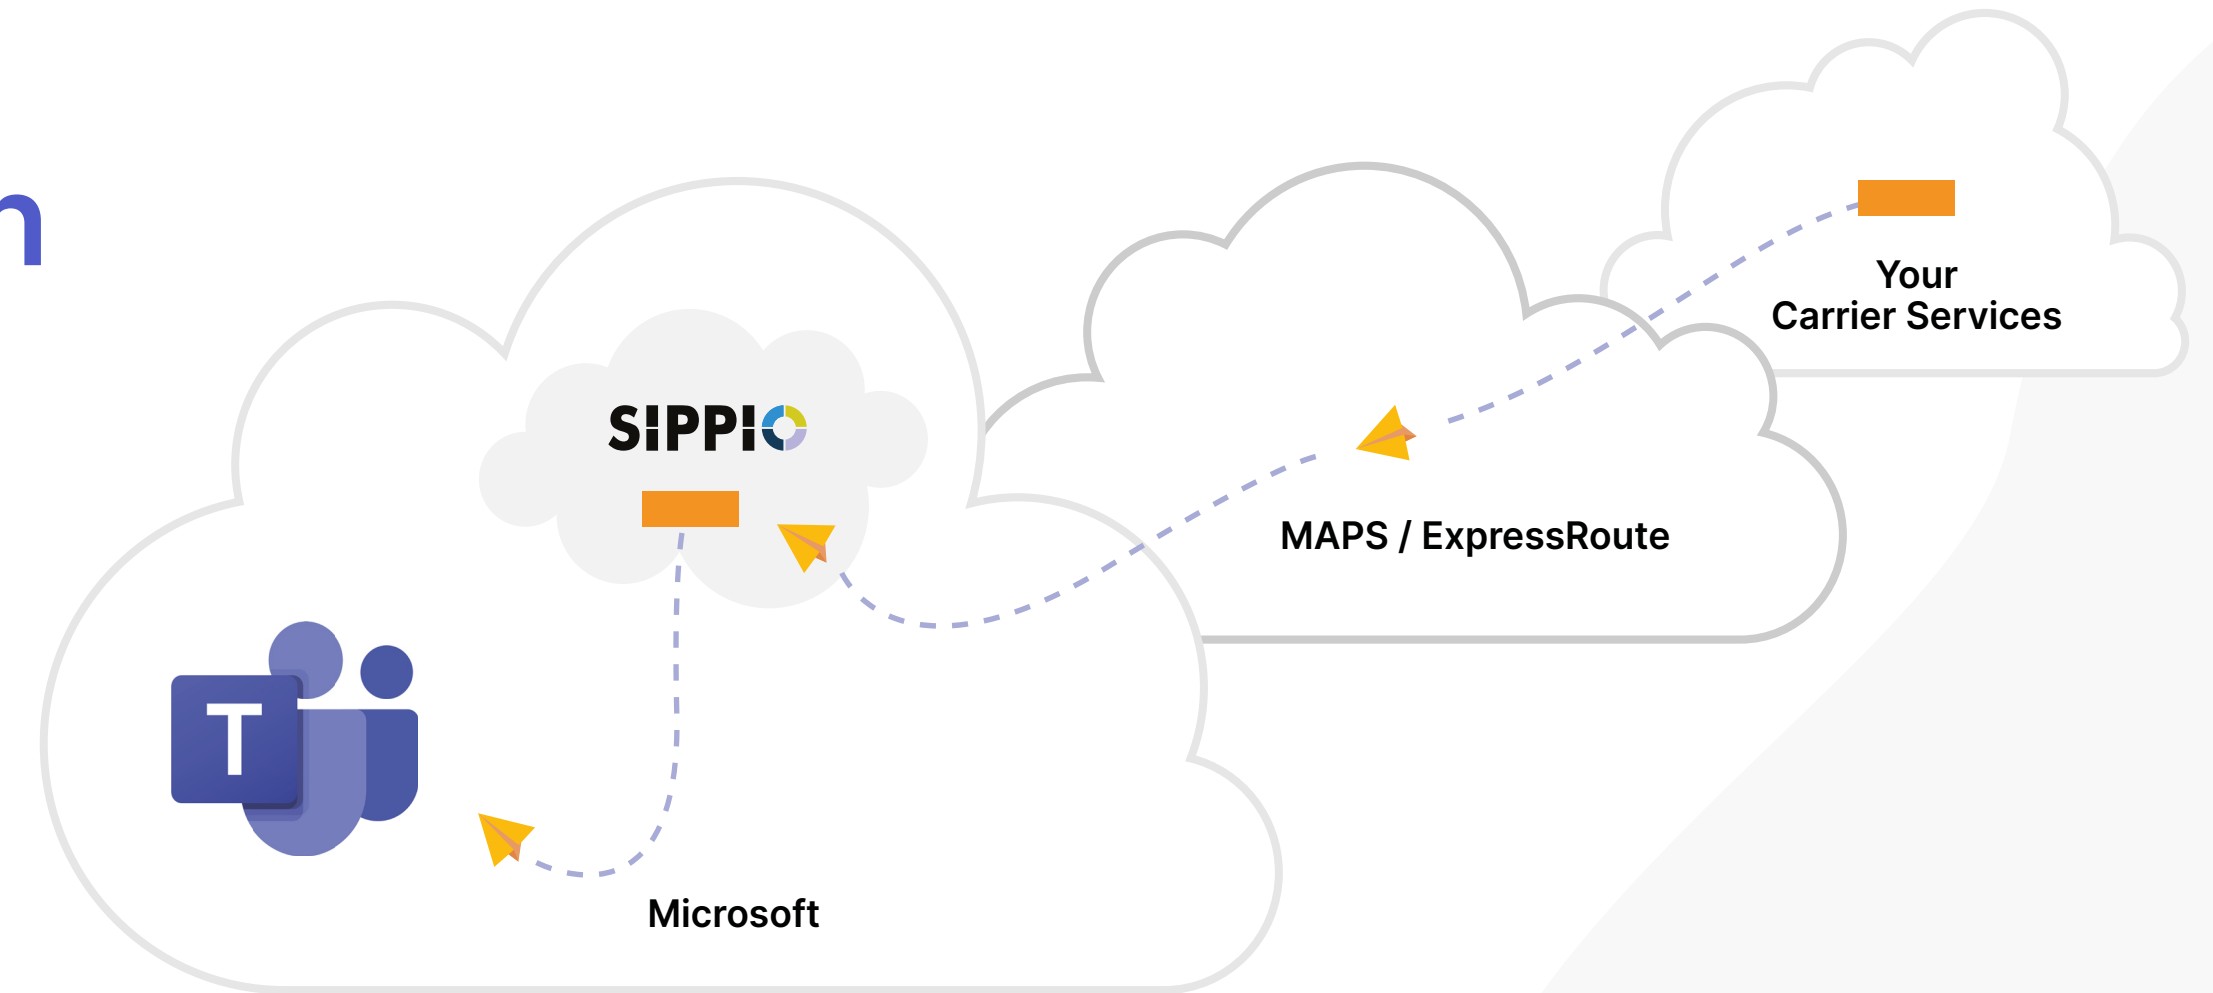 n
Your
Carrier Services
SIPPIO
MAPS / ExpressRoute
T
Microsoft